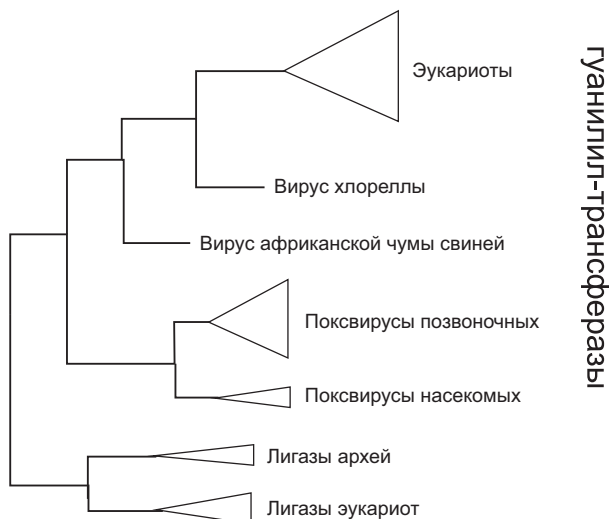 Эукариоты
Вирус хлореллы
Вирус африканской чумы свиней
Поксвирусы позвоночных
Поксвирусы насекомых
Лигазы архей
Лигазы эукариот
гуанилил-трансферазы